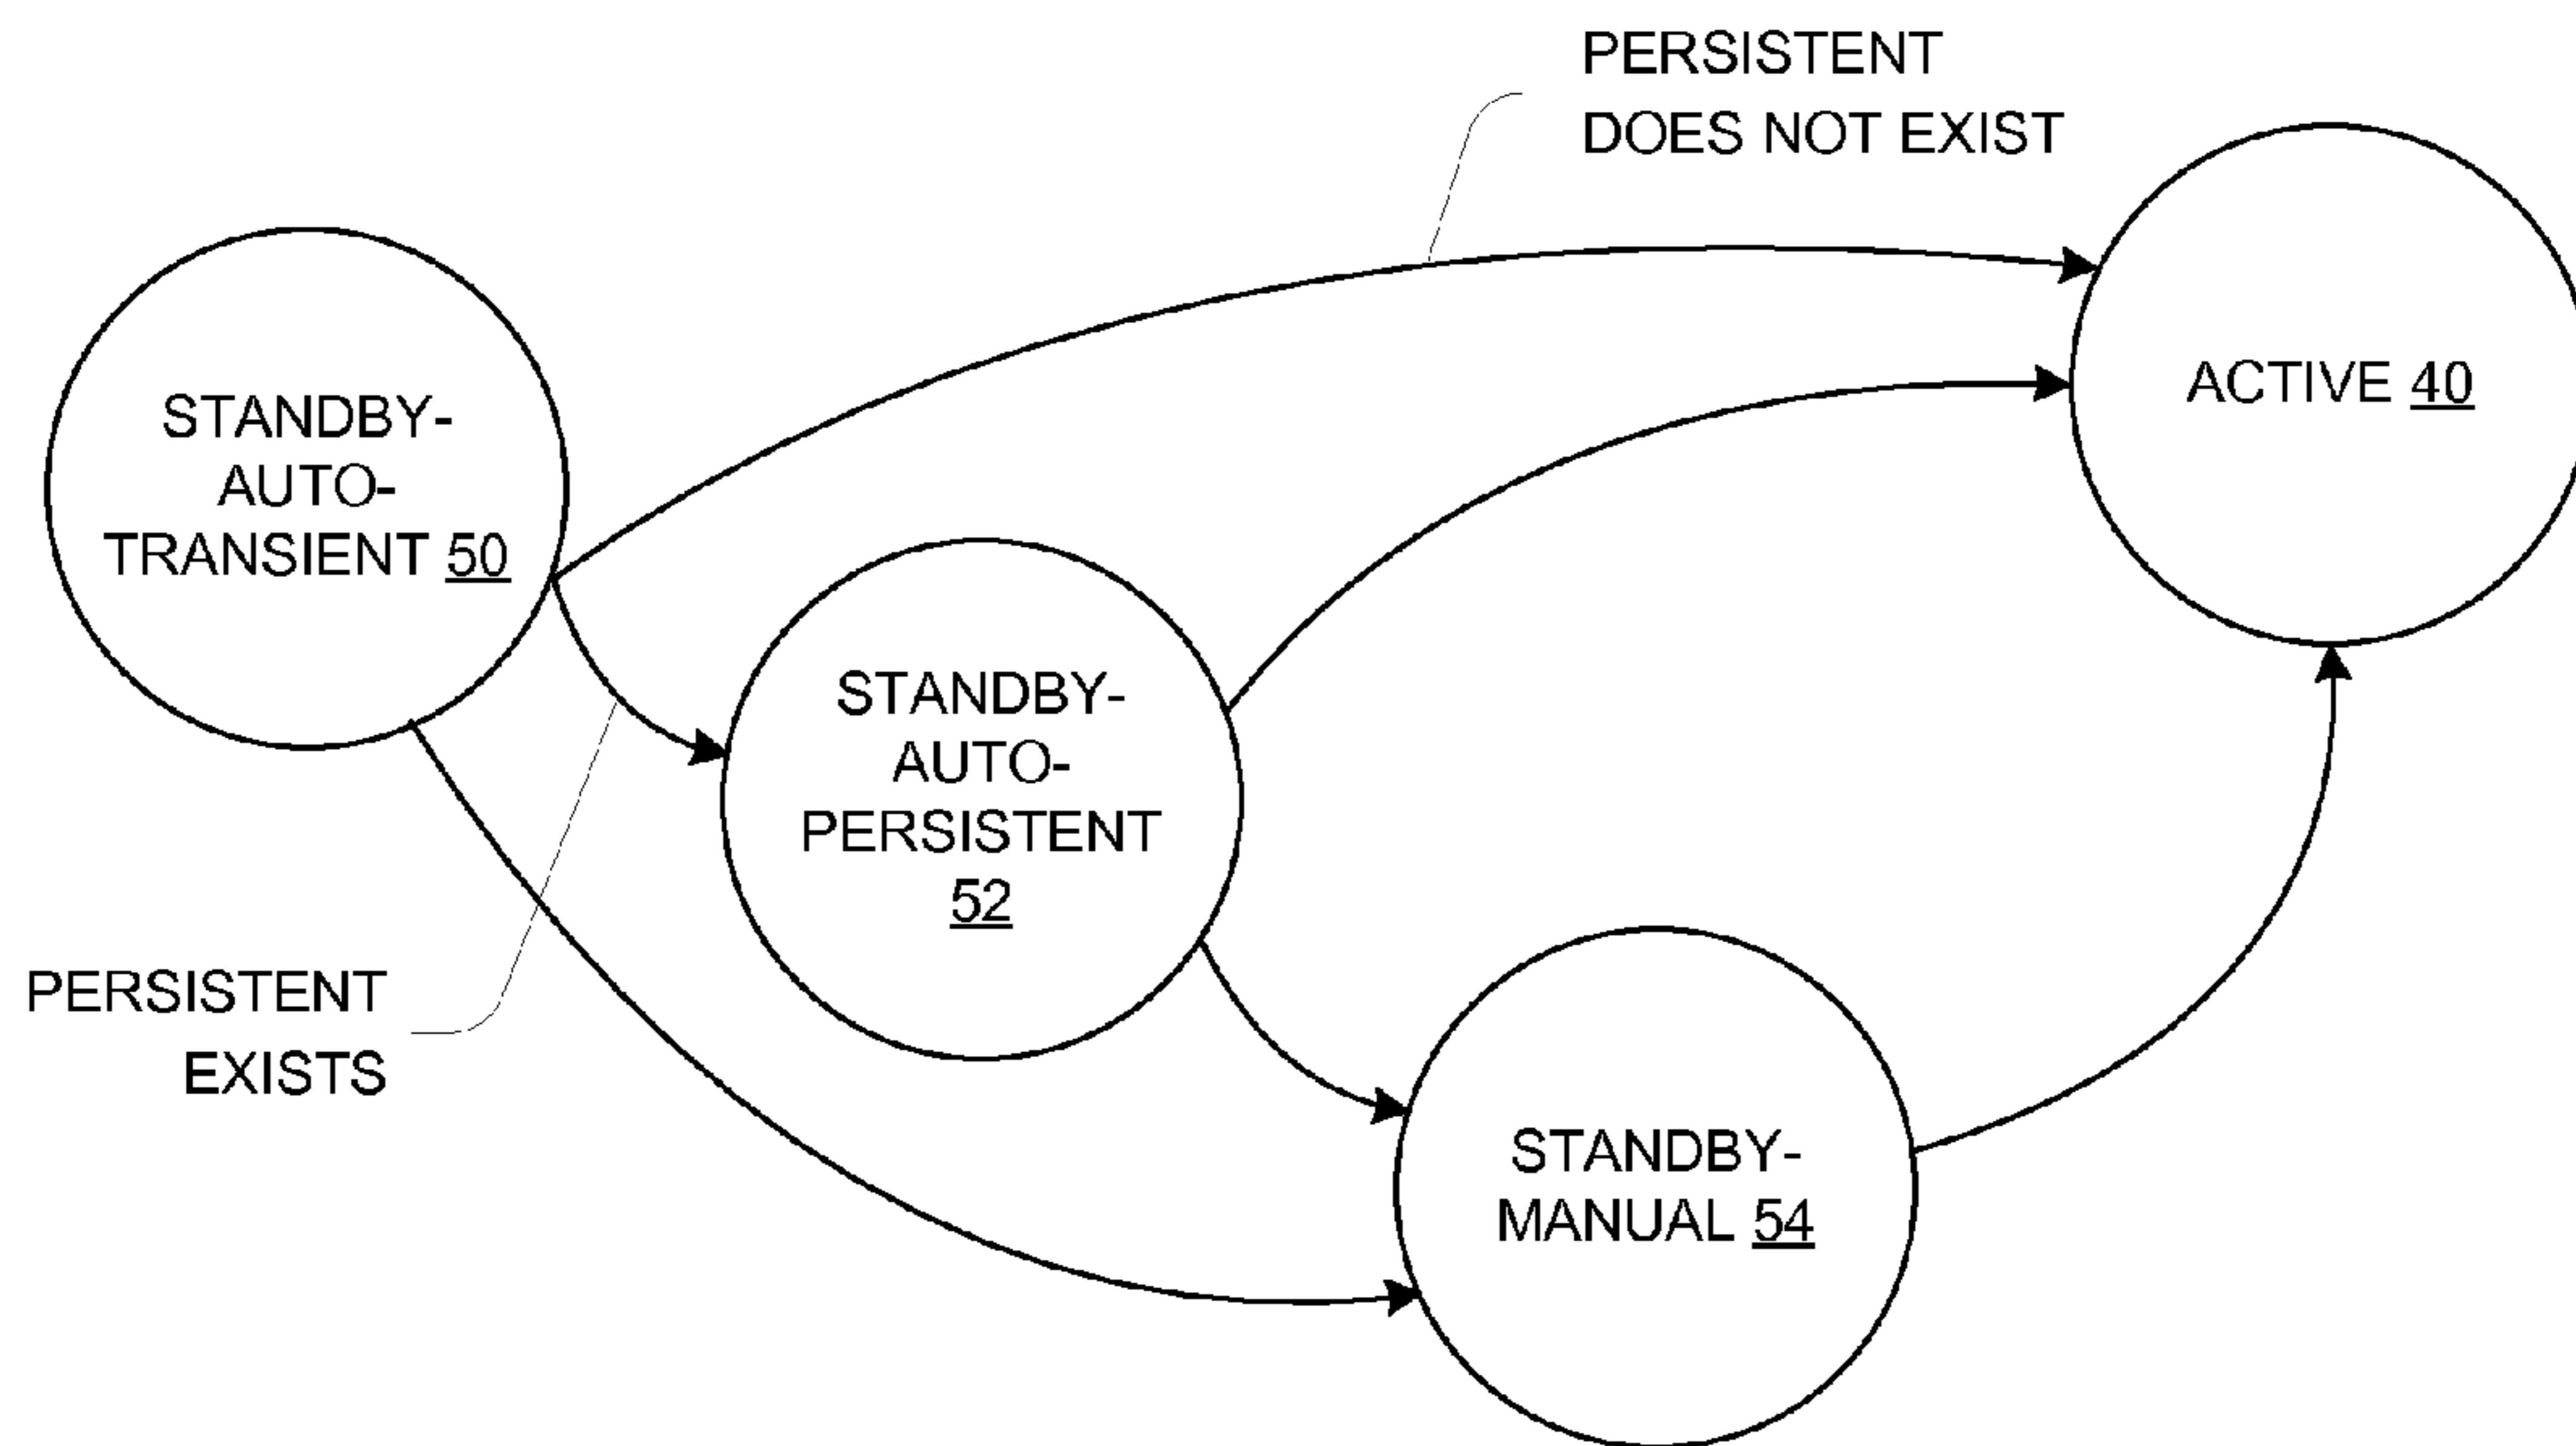 PERSISTENT
DOES NOT EXIST
STANDBY-
AUTO-
TRANSIENT 50
ACTIVE 40
STANDBY-
AUTO-
PERSISTENT
52
PERSISTENT
EXISTS
STANDBY-
MANUAL 54